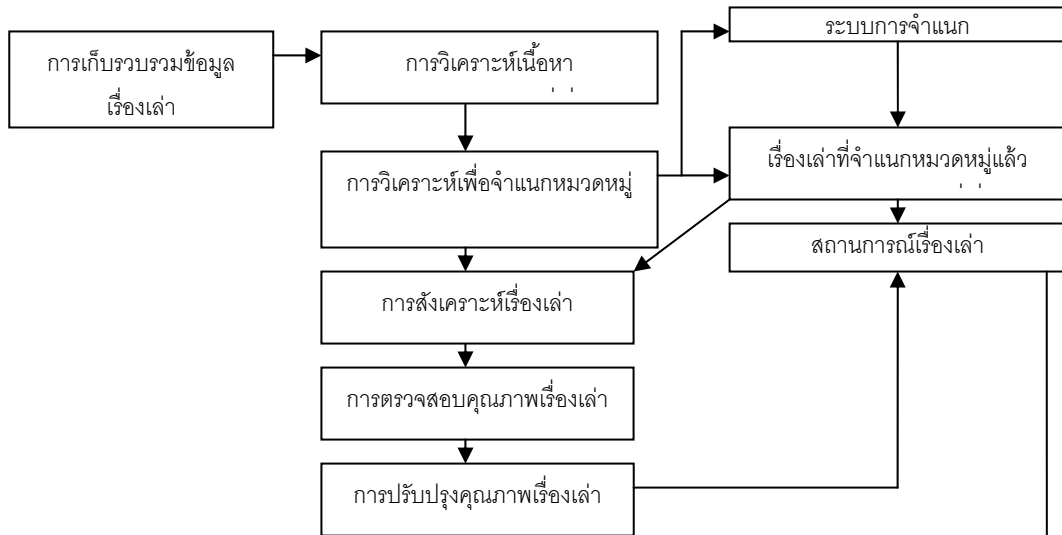 การเก็บรวบรวมข้อมูล
เรื่องเล่า
การวิเคราะห์เนื้อหา
ระบบการจำแนก
การวิเคราะห์เพื่อจำแนกหมวดหมู่
เรื่องเล่าที่จำแนกหมวดหมู่แล้ว
สถานการณ์เรื่องเล่า
การสังเคราะห์เรื่องเล่า
การตรวจสอบคุณภาพเรื่องเล่า
การปรับปรุงคุณภาพเรื่องเล่า